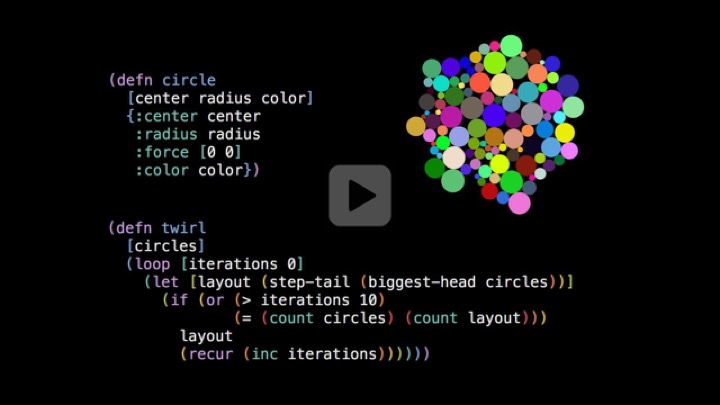 (defn circle
  [center radius color]
  {:center center
   :radius radius
   :force [0 0]
   :color color})
(defn twirl
  [circles]
  (loop [iterations 0]
    (let [layout (step-tail (biggest-head circles))]
      (if (or (> iterations 10)
              (= (count circles) (count layout)))
        layout
        (recur (inc iterations))))))